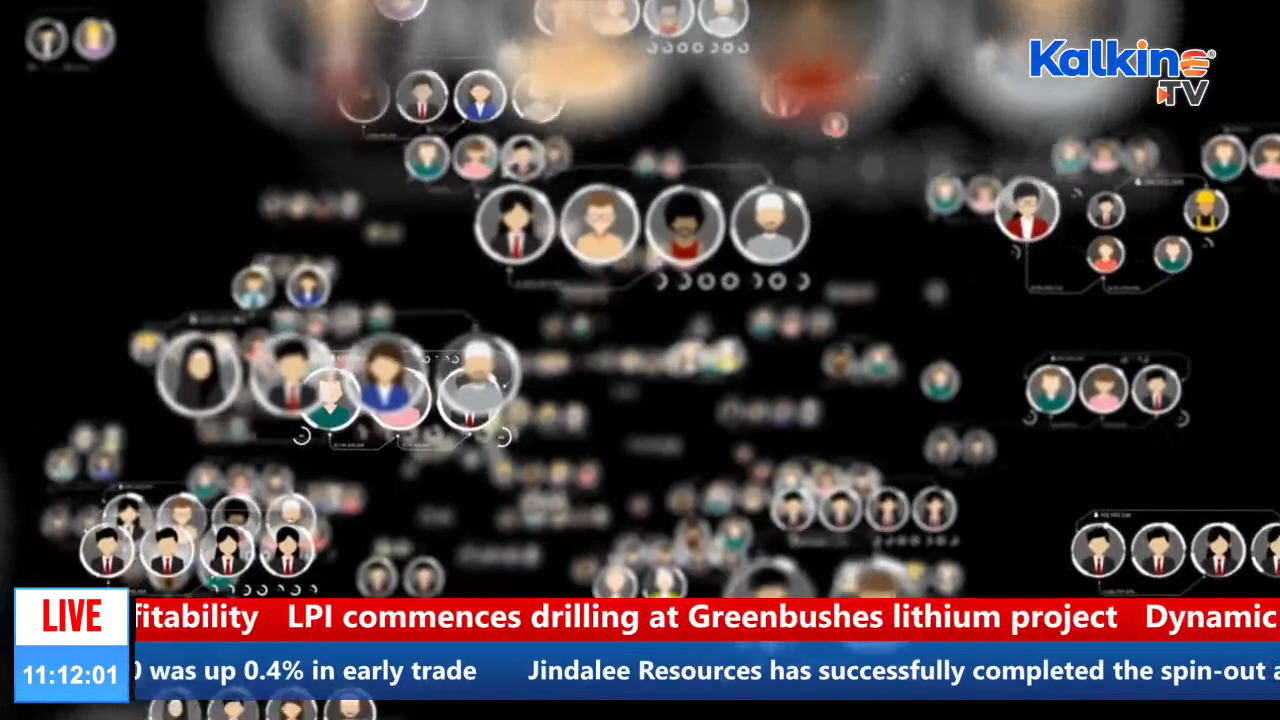 Kalkine®
TV
LIVE
fitability LPI commences drilling at Greenbushes lithium project Dynamic
11:12:01
0 was up 0.4% in early trade Jindalee Resources has successfully completed the spin-out a